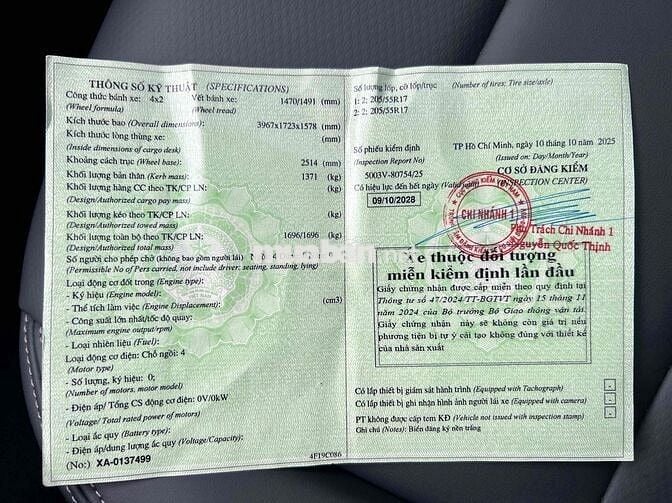 THÔNG SỐ KỸ THUẬT (SPECIFICATIONS)
Công thức bánh xe: 4x2 Vết bánh xe: 1470/1491 (mm)
(Wheel formula) (Wheel tread)
Kích thước bao (Overall dimensions): 3967x1723x1578 (mm)
Kích thước lòng thùng xe: (mm)
(Inside dimensions of cargo desk)
Khoảng cách trục (Wheel base): 2514 (mm)
Khối lượng bản thân (Kerb mass): 1371 (kg)
Khối lượng hàng CC theo TK/CP LN: (kg)
(Design/Authorized cargo pay mass)
Khối lượng kéo theo TK/CP LN: (kg)
(Design/Authorized towed mass)
Khối lượng toàn bộ theo TK/CP LN: 1696/1696 (kg)
(Design/Authorized total mass)
Số người cho phép chở (không bao gồm người lái)
(Permissible No of Pers carried, not include driver: seating, standing, lying)
Loại động cơ đốt trong (Engine type):
- Ký hiệu (Engine model):
- Thể tích làm việc (Engine Displacement): (cm3)
- Công suất lớn nhất/tốc độ quay:
(Maximum engine output/rpm)
- Loại nhiên liệu (Fuel):
Loại động cơ điện: Chỗ ngồi: 4
(Motor type)
- Số lượng, ký hiệu: 0;
(Number of motors, motor model)
- Điện áp/ Tổng CS động cơ điện: 0V/0kW
(Voltage/ Total rated power of motors)
- Loại ắc quy (Battery type):
- Điện áp/dung lượng ắc quy (Voltage/Capacity):
(No:) XA-0137499
4F19C086
Số lượng lốp, cỡ lốp/trục (Number of tires: Tire size/axle)
1: 2; 205/55R17
2: 2; 205/55R17
Số phiếu kiểm định
(Inspection Report No)
5003V-80754/25
Có hiệu lực đến hết ngày
09/10/2028
TP Hồ Chí Minh, ngày 10 tháng 10 năm 2025
(Issued on: Day/Month/Year)
CƠ SỞ ĐĂNG KIỂM
(INSPECTION CENTER)
CỤC ĐĂNG KIỂM VIỆT NAM
CHI NHÁNH 1
Phụ Trách Chi Nhánh 1
Nguyễn Quốc Thịnh
Xe thuộc đối tượng
miễn kiểm định lần đầu
Giấy chứng nhận được cấp miễn theo quy định tại
Thông tư số 47/2024/TT-BGTVT ngày 15 tháng 11
năm 2024 của Bộ trưởng Bộ Giao thông vận tải.
Giấy chứng nhận này sẽ không còn giá trị nếu
phương tiện bị tự ý cải tạo không đúng với thiết kế
của nhà sản xuất
Có lắp thiết bị giám sát hành trình (Equipped with Tachograph) -
Có lắp thiết bị ghi nhận hình ảnh người lái xe (Equipped with camera) -
PT không được cấp tem KĐ (Vehicle not issued with inspection stamp) -
Ghi chú (Notes): Biển đăng ký nền trắng